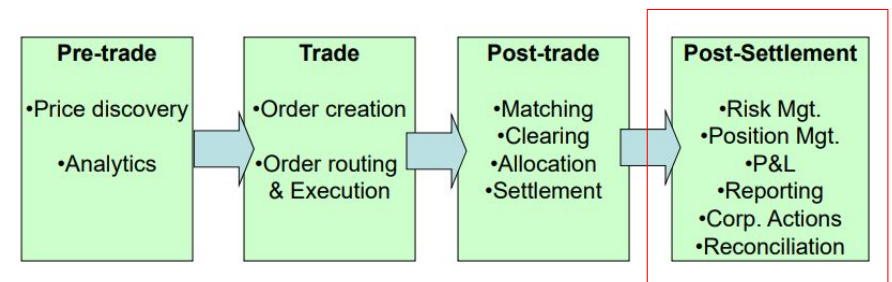 Pre-trade
•Price discovery
•Analytics
Trade
•Order creation
•Order routing
& Execution
Post-trade
•Matching
•Clearing
•Allocation
•Settlement
Post-Settlement
•Risk Mgt.
•Position Mgt.
•P&L
•Reporting
•Corp. Actions
•Reconciliation